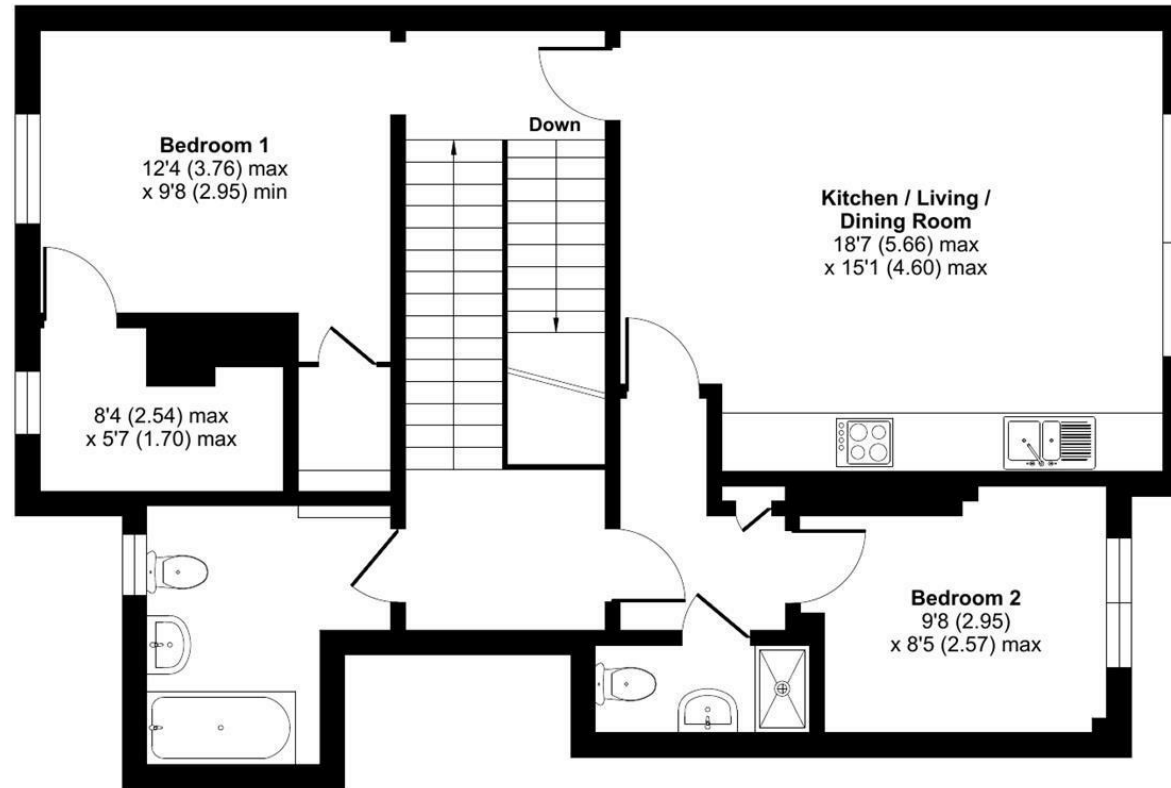 Down
Bedroom 1
12'4 (3.76) max
x 9'8 (2.95) min
Kitchen / Living /
Dining Room
18'7 (5.66) max
x 15'1 (4.60) max
8'4 (2.54) max
x 5'7 (1.70) max
Bedroom 2
9'8 (2.95)
x 8'5 (2.57) max